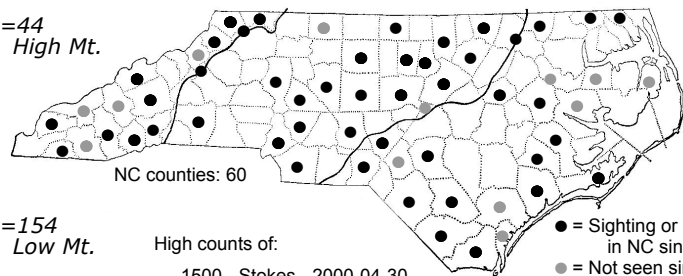 =44
High Mt.
NC counties: 60
=154
Low Mt.
High counts of:
1500 - Stokes - 2000-04-30
● = Sighting or
in NC sin
● = Not seen si